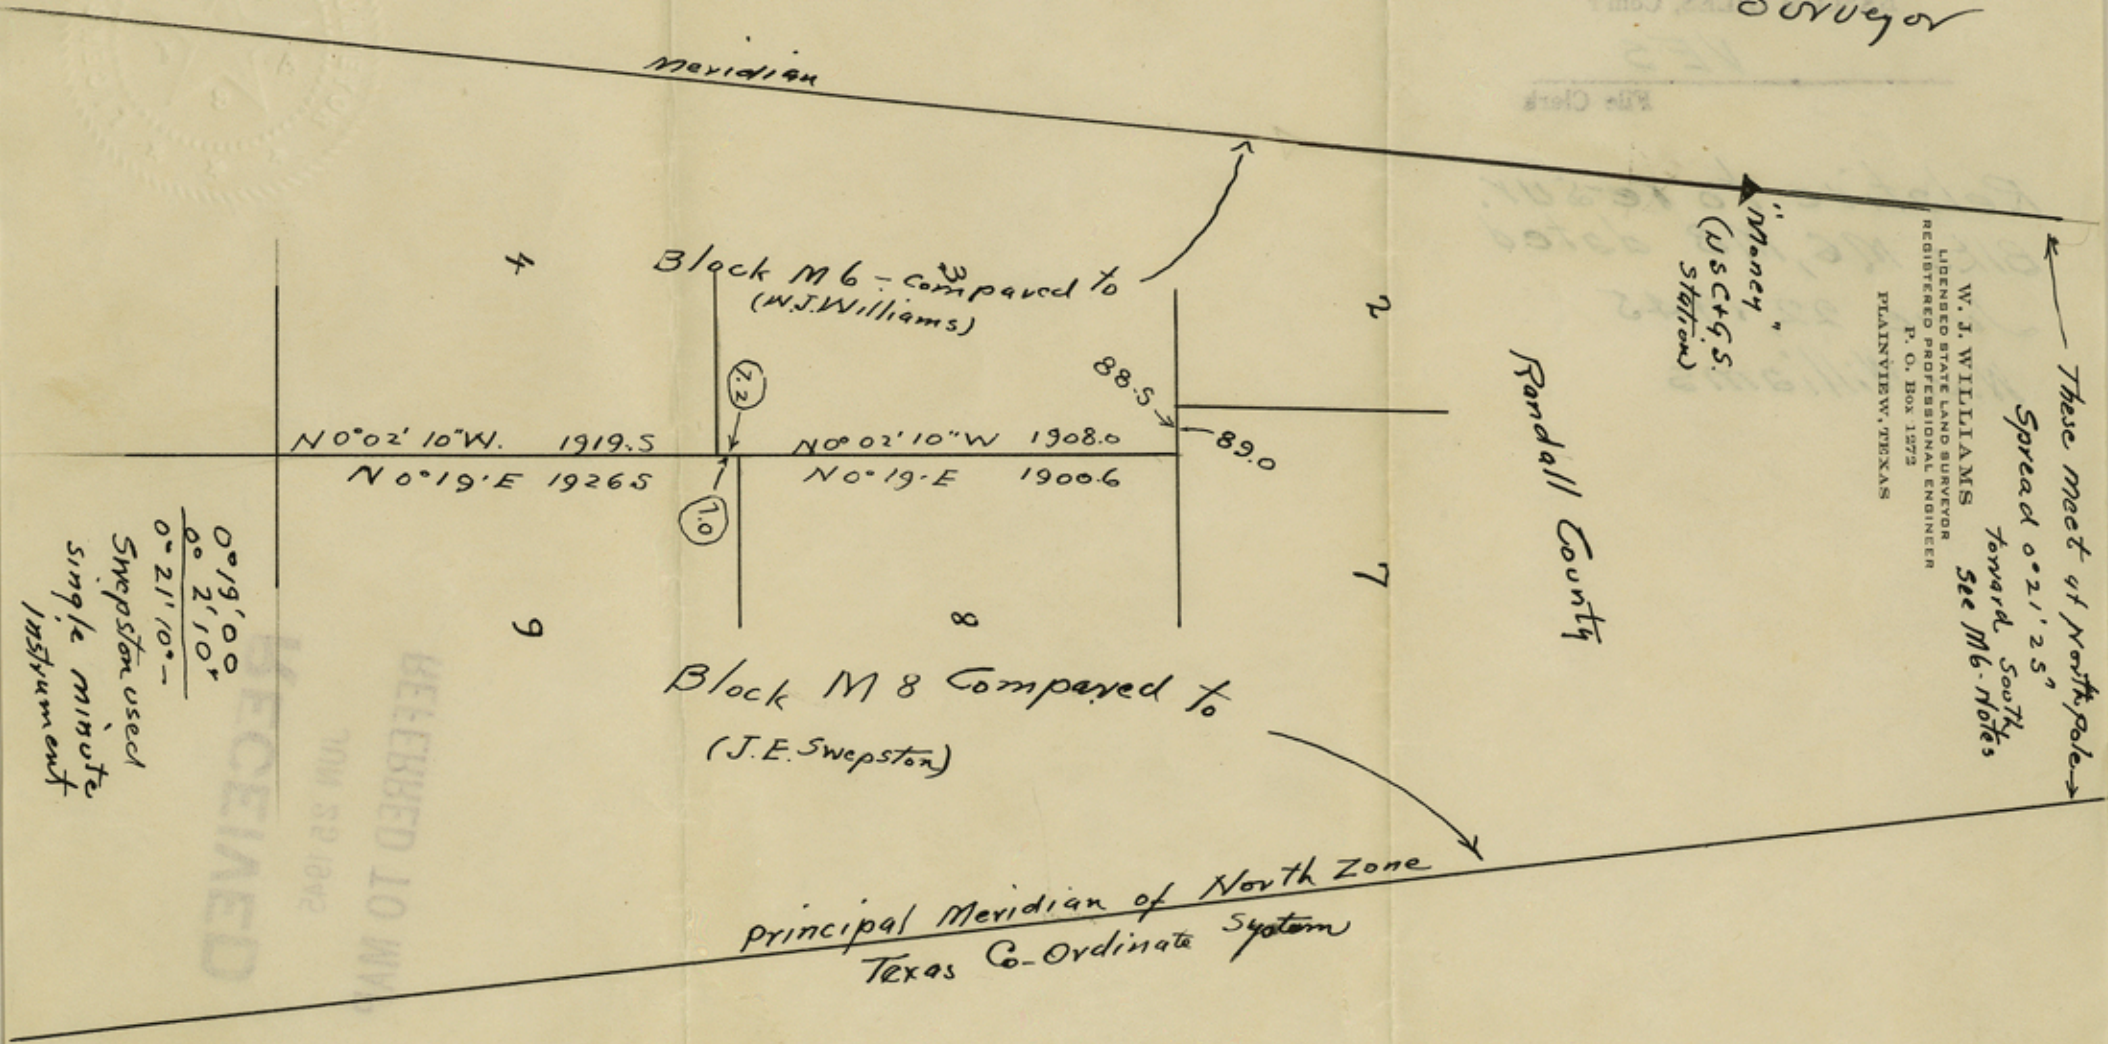 Surveyor
Meridian
"Money"
(U S C + G S.
Station)
W. J. WILLIAMS
LICENSED STATE LAND SURVEYOR
REGISTERED PROFESSIONAL ENGINEER
P. O. Box 1272
PLAINVIEW, TEXAS
These meet at North pole
Spread 0° 21' 25"
Toward South
See M6-Notes
Randall County
4
3
2
Block M 6 - compared to
(W.J. Williams)
7.2
88.5
89.0
N 0° 02' 10" W. 1919.5
N 0° 02' 10" W 1908.0
N 0° 19' E 1926.5
N 0° 19' E 1900.6
7.0
9
8
7
Block M 8 Compared to
(J.E. Swepston)
0° 19' 00
0° 2' 10"
0° 21' 10" -
Swepston used
single minute
instrument
Principal Meridian of North Zone
Texas Co-Ordinate System
File Clerk
RECEIVED
JUN 25 1945
REFERRED TO MAP